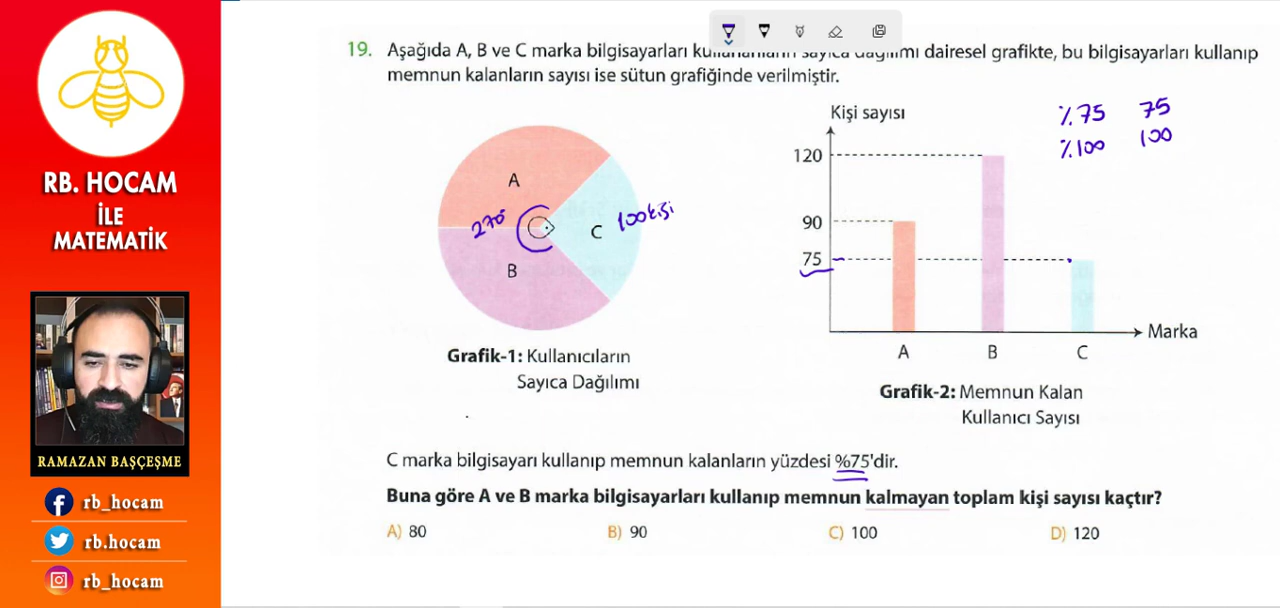 RB. HOCAM
İLE
MATEMATİK
RAMAZAN BAŞÇEŞME
rb_hocam
rb.hocam
rb_hocam
19. Aşağıda A, B ve C marka bilgisayarları kullananların sayıca dağılımı dairesel grafikte, bu bilgisayarları kullanıp
memnun kalanların sayısı ise sütun grafiğinde verilmiştir.
A
B
C
270°
100 kişi
Grafik-1: Kullanıcıların
Sayıca Dağılımı
Kişi sayısı
120
90
75
A B C
Marka
%75 75
%100 100
Grafik-2: Memnun Kalan
Kullanıcı Sayısı
C marka bilgisayarı kullanıp memnun kalanların yüzdesi %75'dir.
Buna göre A ve B marka bilgisayarları kullanıp memnun kalmayan toplam kişi sayısı kaçtır?
A) 80 B) 90 C) 100 D) 120